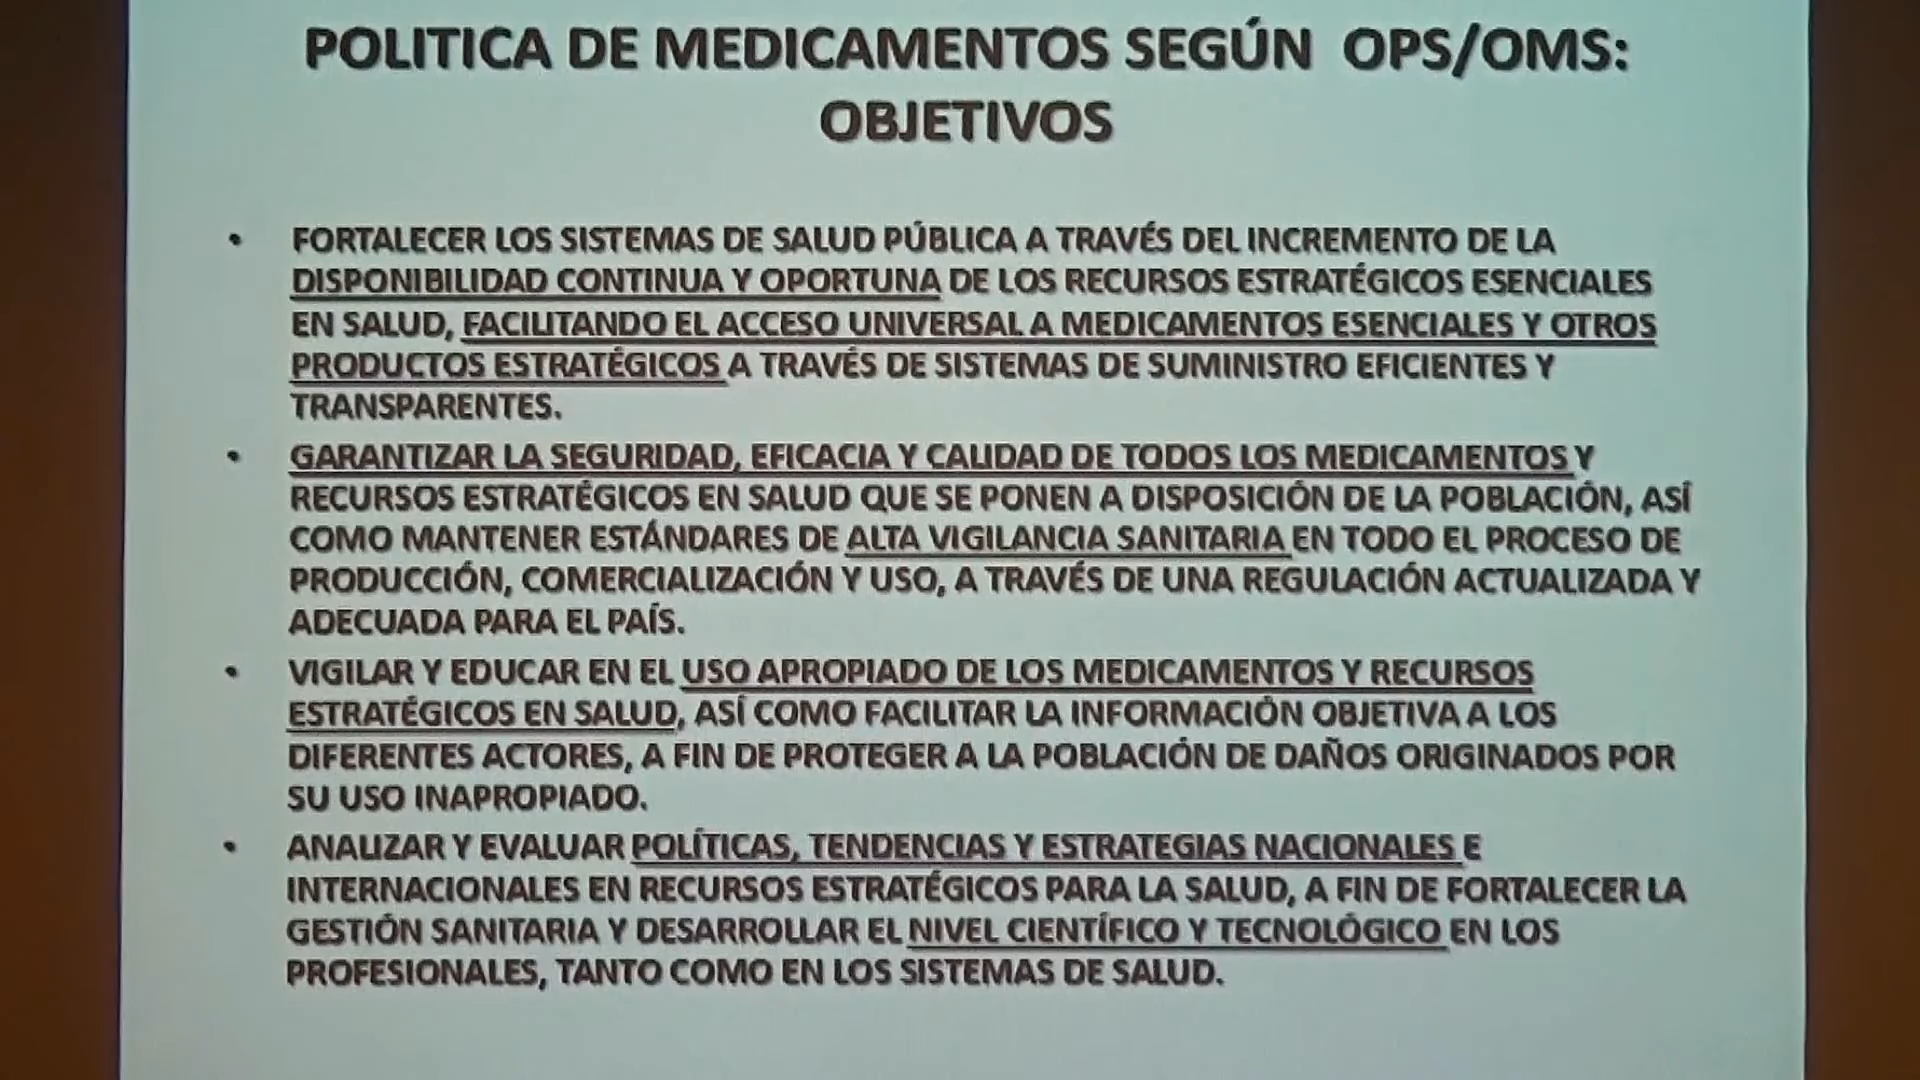 POLITICA DE MEDICAMENTOS SEGÚN OPS/OMS:
OBJETIVOS
• FORTALECER LOS SISTEMAS DE SALUD PÚBLICA A TRAVÉS DEL INCREMENTO DE LA
DISPONIBILIDAD CONTINUA Y OPORTUNA DE LOS RECURSOS ESTRATÉGICOS ESENCIALES
EN SALUD, FACILITANDO EL ACCESO UNIVERSAL A MEDICAMENTOS ESENCIALES Y OTROS
PRODUCTOS ESTRATÉGICOS A TRAVÉS DE SISTEMAS DE SUMINISTRO EFICIENTES Y
TRANSPARENTES.
• GARANTIZAR LA SEGURIDAD, EFICACIA Y CALIDAD DE TODOS LOS MEDICAMENTOS Y
RECURSOS ESTRATÉGICOS EN SALUD QUE SE PONEN A DISPOSICIÓN DE LA POBLACIÓN, ASÍ
COMO MANTENER ESTÁNDARES DE ALTA VIGILANCIA SANITARIA EN TODO EL PROCESO DE
PRODUCCIÓN, COMERCIALIZACIÓN Y USO, A TRAVÉS DE UNA REGULACIÓN ACTUALIZADA Y
ADECUADA PARA EL PAÍS.
• VIGILAR Y EDUCAR EN EL USO APROPIADO DE LOS MEDICAMENTOS Y RECURSOS
ESTRATÉGICOS EN SALUD, ASÍ COMO FACILITAR LA INFORMACIÓN OBJETIVA A LOS
DIFERENTES ACTORES, A FIN DE PROTEGER A LA POBLACIÓN DE DAÑOS ORIGINADOS POR
SU USO INAPROPIADO.
• ANALIZAR Y EVALUAR POLÍTICAS, TENDENCIAS Y ESTRATEGIAS NACIONALES E
INTERNACIONALES EN RECURSOS ESTRATÉGICOS PARA LA SALUD, A FIN DE FORTALECER LA
GESTIÓN SANITARIA Y DESARROLLAR EL NIVEL CIENTÍFICO Y TECNOLÓGICO EN LOS
PROFESIONALES, TANTO COMO EN LOS SISTEMAS DE SALUD.